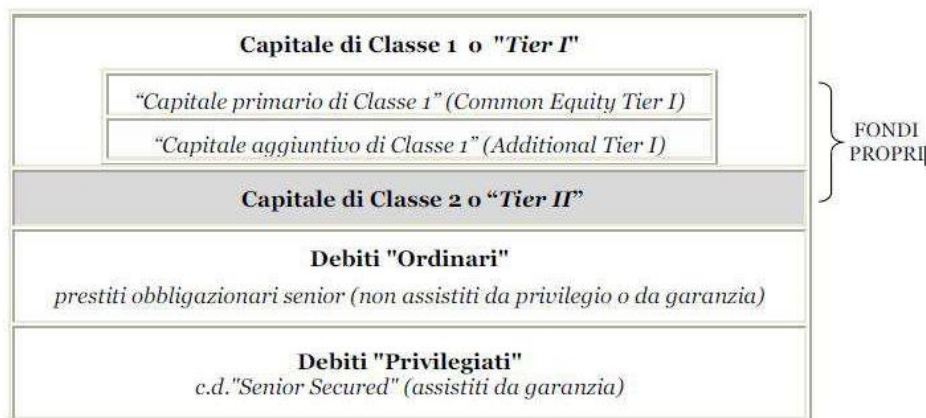 Capitale di Classe 1 o "Tier I"
“Capitale primario di Classe 1” (Common Equity Tier I)
“Capitale aggiuntivo di Classe 1” (Additional Tier I)
FONDI
PROPRI
Capitale di Classe 2 o “Tier II”
Debiti "Ordinari"
prestiti obbligazionari senior (non assistiti da privilegio o da garanzia)
Debiti "Privilegiati"
c.d."Senior Secured" (assistiti da garanzia)